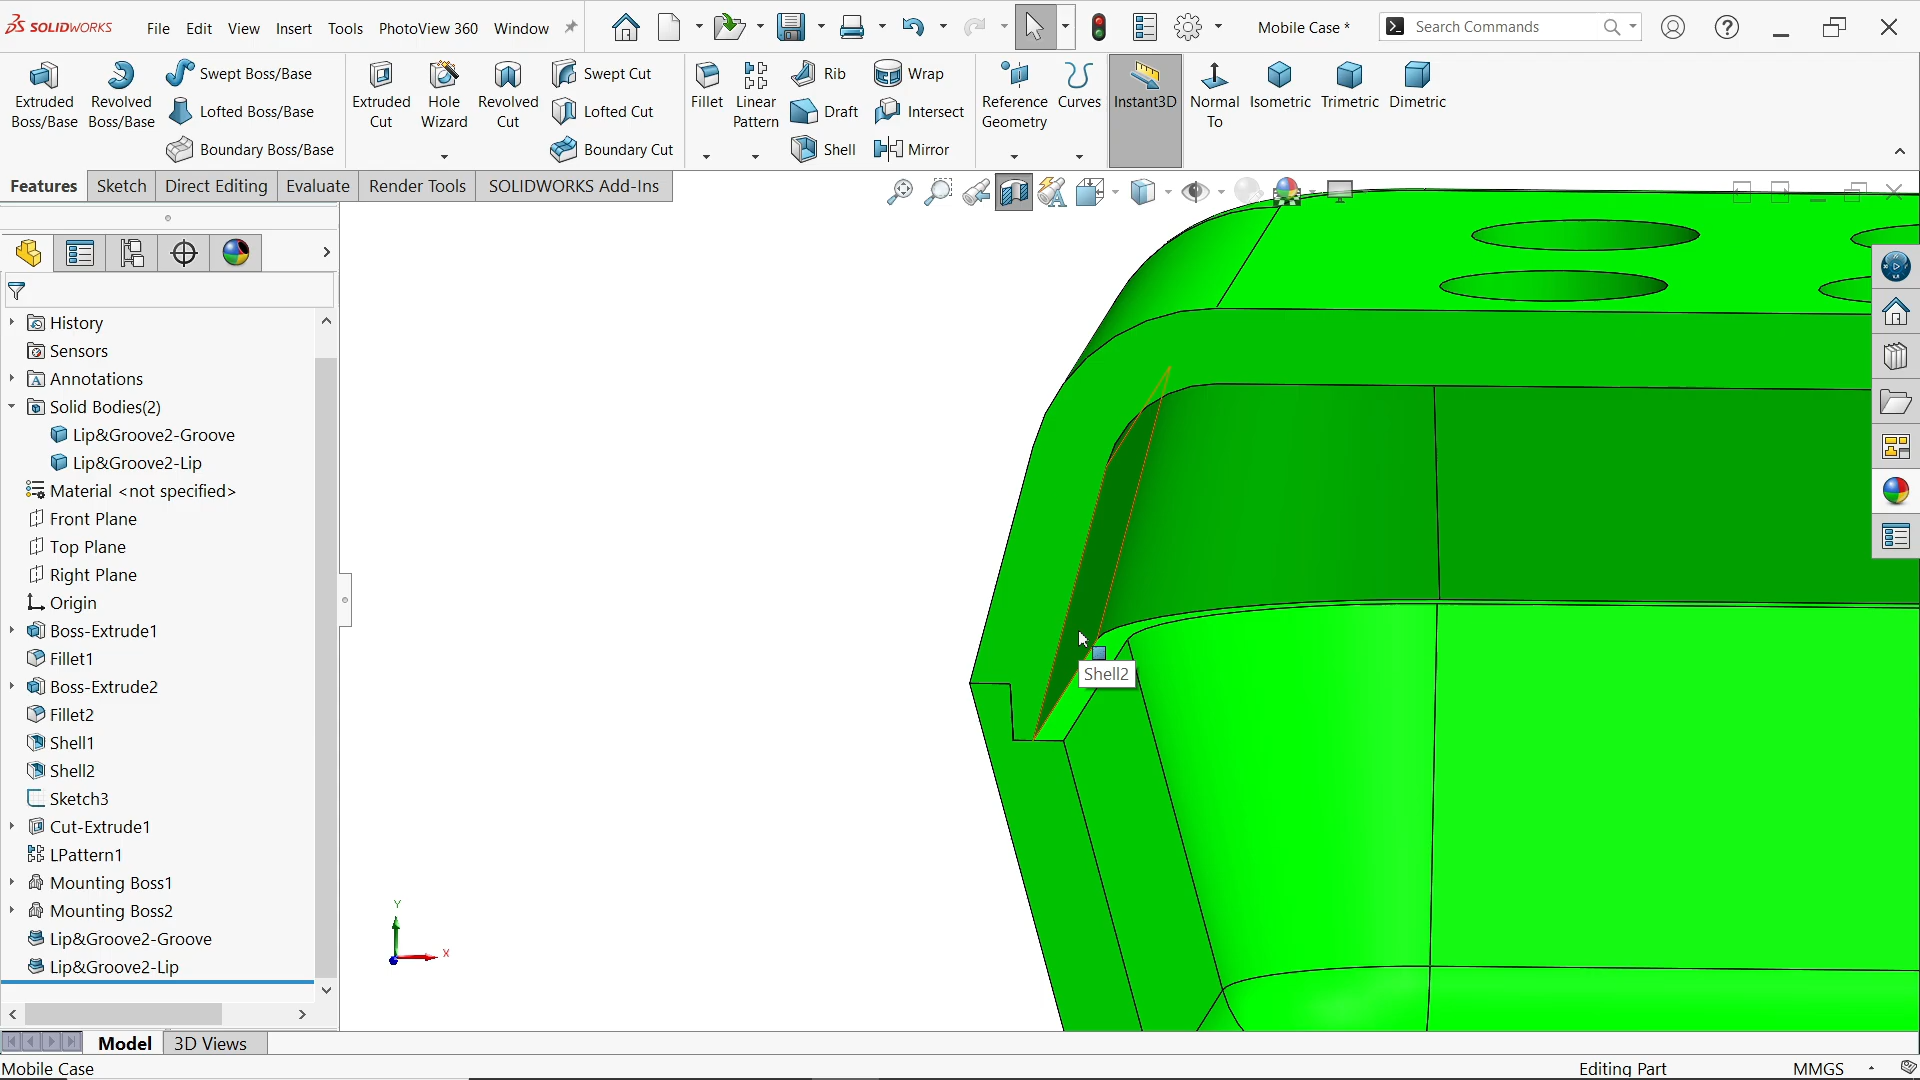 SOLIDWORKS File Edit View Insert Tools PhotoView 360 Window Mobile Case * Search Commands
Extruded Boss/Base
Revolved Boss/Base
Swept Boss/Base
Lofted Boss/Base
Boundary Boss/Base
Extruded Cut
Hole Wizard
Revolved Cut
Swept Cut
Lofted Cut
Boundary Cut
Fillet
Linear Pattern
Rib
Draft
Shell
Wrap
Intersect
Mirror
Reference Geometry
Curves
Instant3D
Normal To
Isometric
Trimetric
Dimetric
Features Sketch Direct Editing Evaluate Render Tools SOLIDWORKS Add-Ins
History
Sensors
Annotations
Solid Bodies(2)
Lip&Groove2-Groove
Lip&Groove2-Lip
Material <not specified>
Front Plane
Top Plane
Right Plane
Origin
Boss-Extrude1
Fillet1
Boss-Extrude2
Fillet2
Shell1
Shell2
Sketch3
Cut-Extrude1
LPattern1
Mounting Boss1
Mounting Boss2
Lip&Groove2-Groove
Lip&Groove2-Lip
Shell2
Y
X
Model 3D Views
Mobile Case Editing Part MMGS